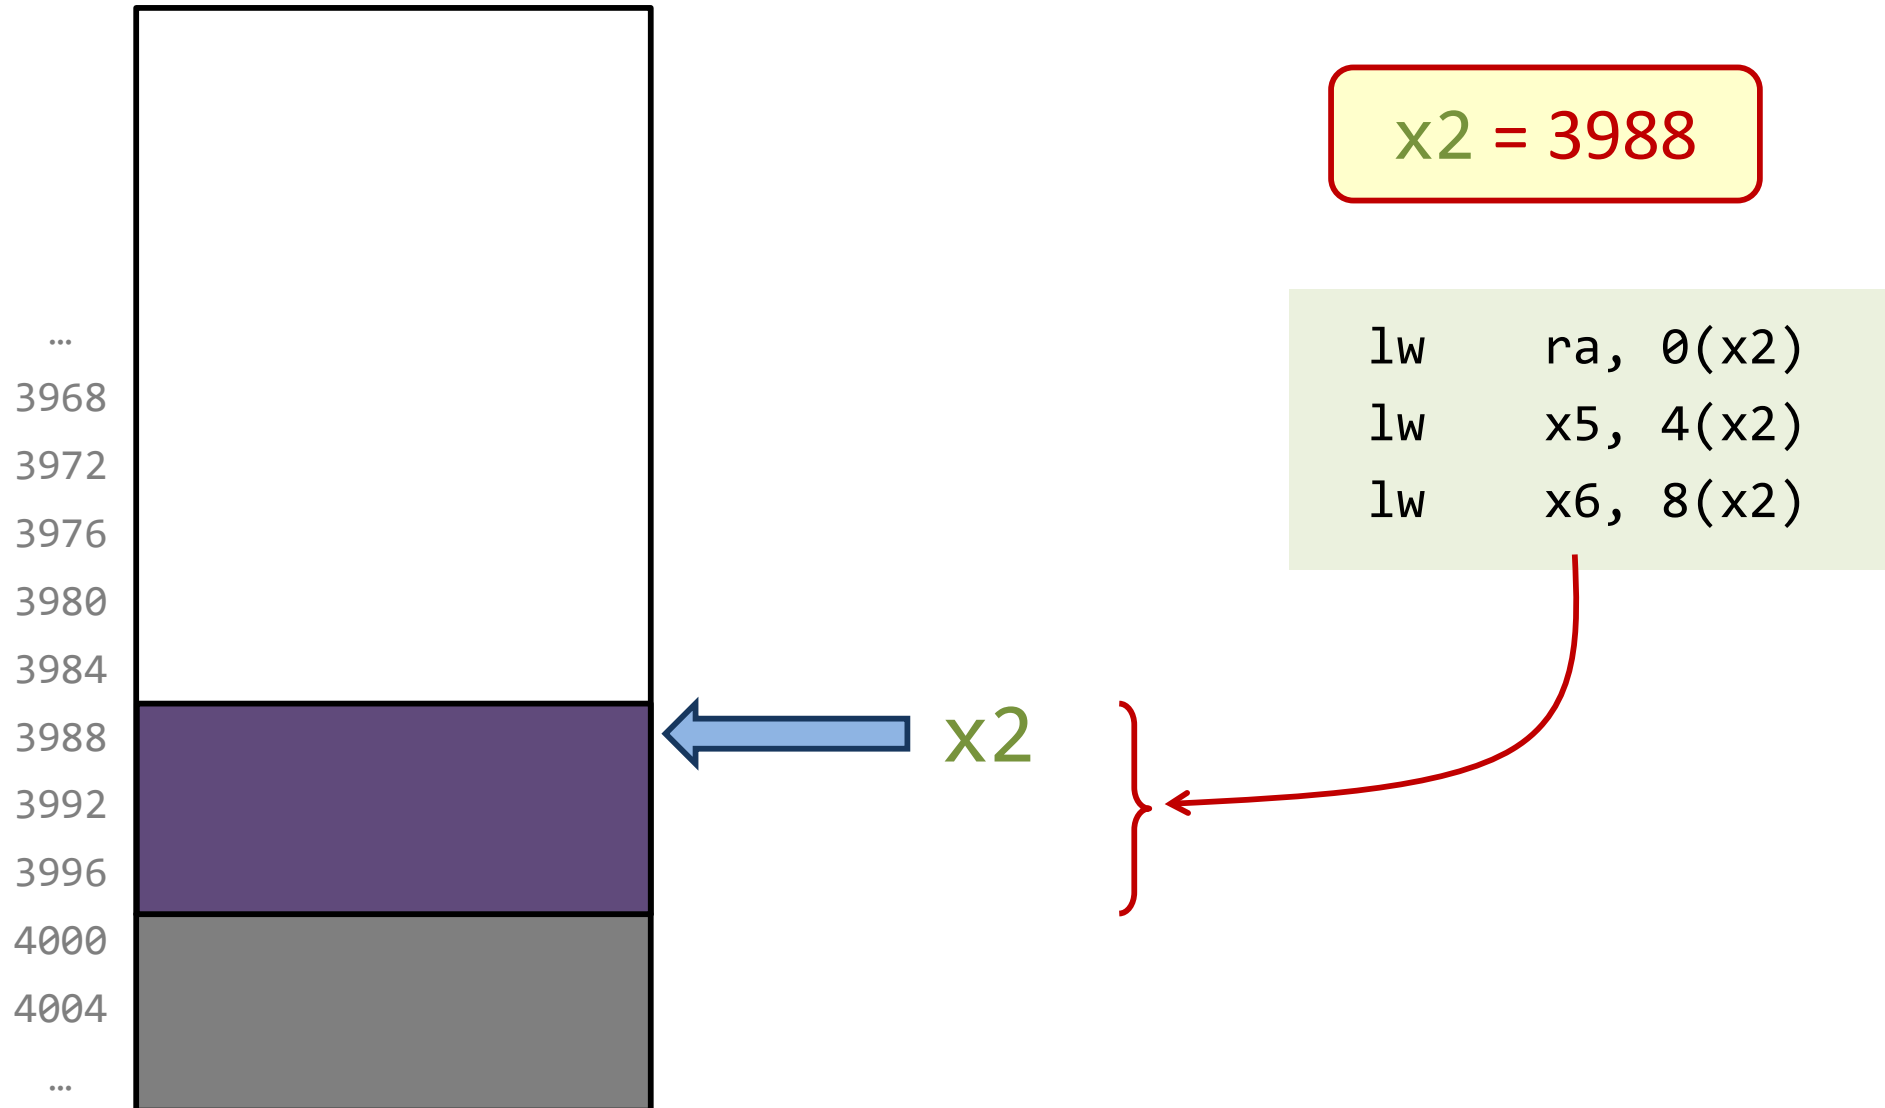 x2 = 3988
lw ra, 0(x2)
lw x5, 4(x2)
lw x6, 8(x2)
…
3968
3972
3976
3980
3984
3988
3992
3996
4000
4004
…
x2